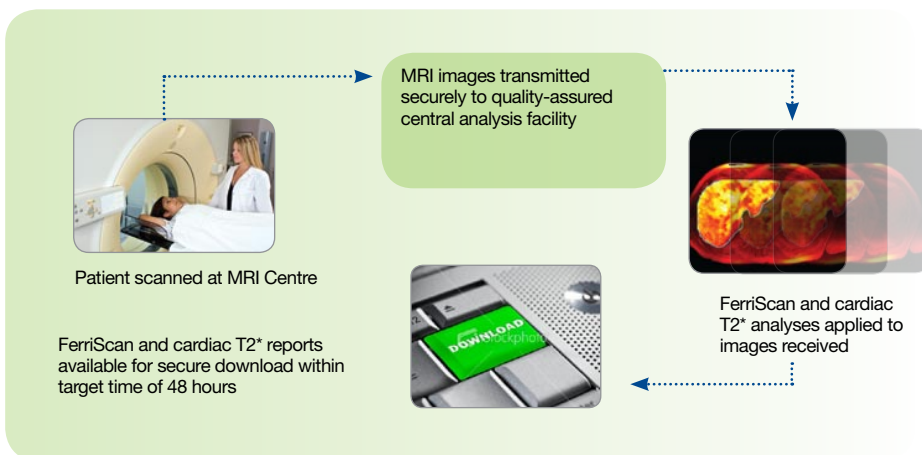 MRI images transmitted
securely to quality-assured
central analysis facility
Patient scanned at MRI Centre
FerriScan and cardiac
T2* analyses applied to
images received
DOWNLOAD
FerriScan and cardiac T2* reports
available for secure download within
target time of 48 hours